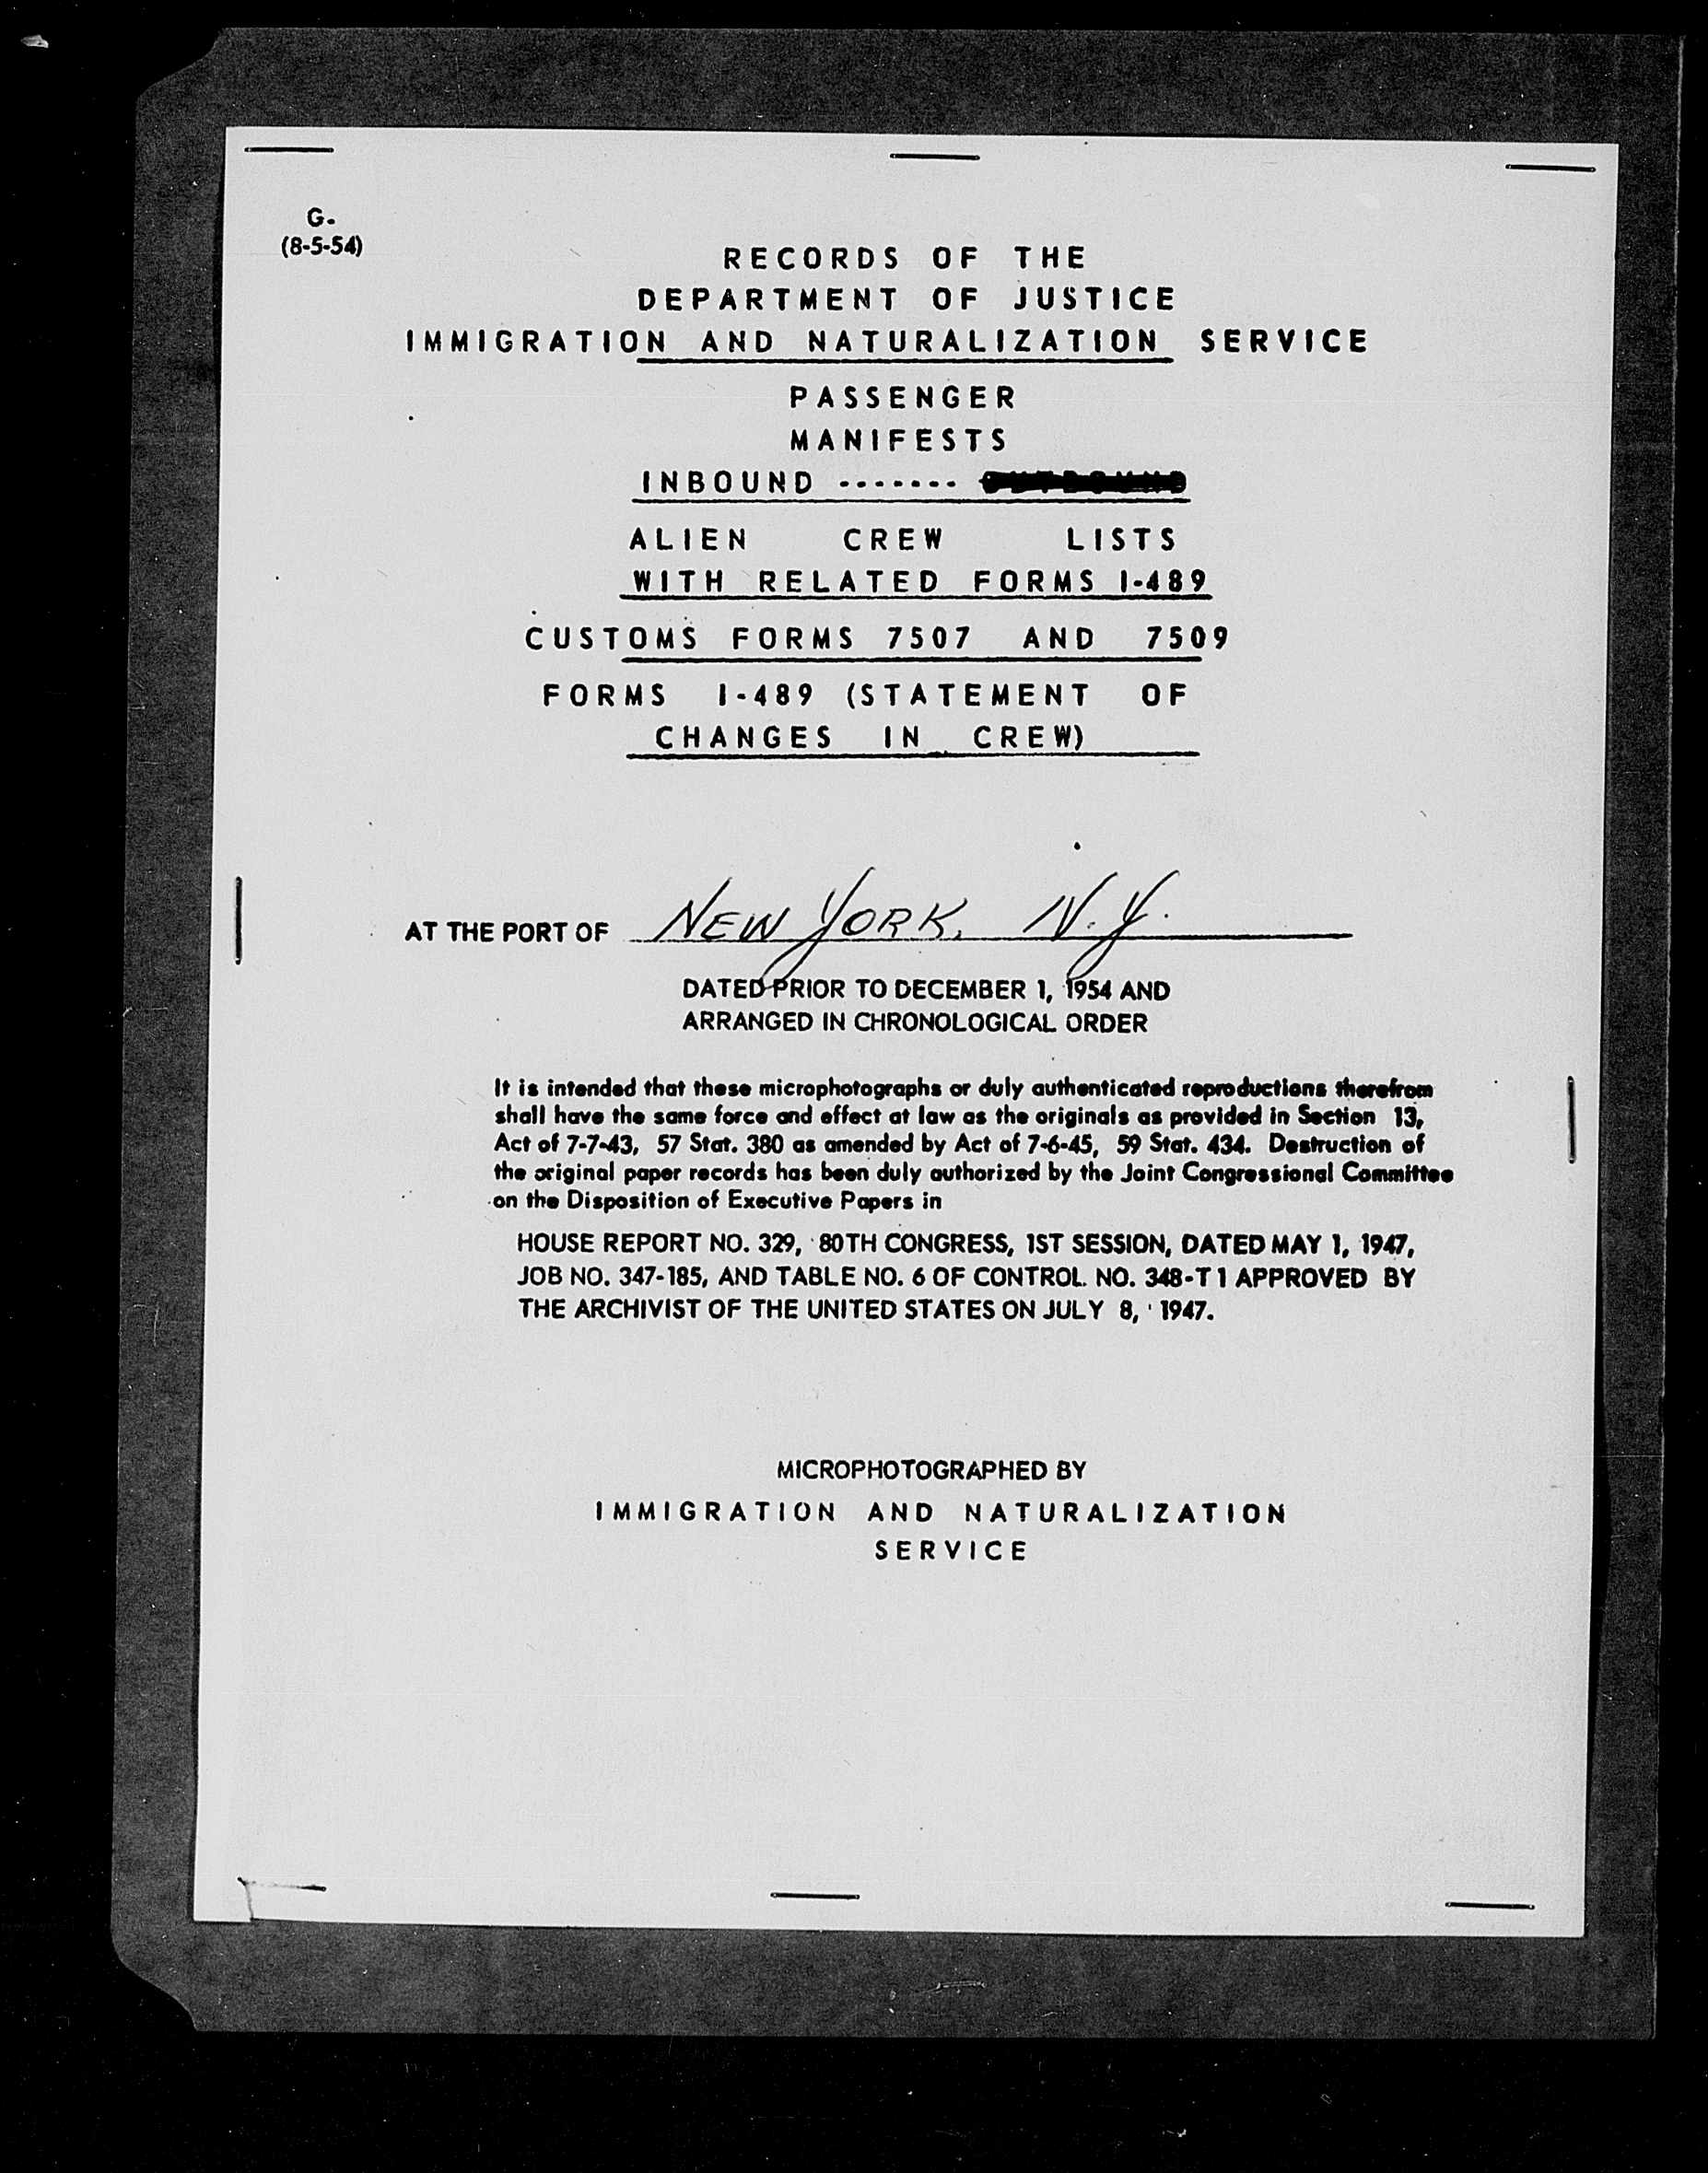 G-
(8-5-54)
RECORDS OF THE
DEPARTMENT OF JUSTICE
IMMIGRATION AND NATURALIZATION SERVICE
PASSENGER
MANIFESTS
INBOUND -------
ALIEN CREW LISTS
WITH RELATED FORMS I-489
CUSTOMS FORMS 7507 AND 7509
FORMS I-489 (STATEMENT OF
CHANGES IN CREW)
AT THE PORT OF NEW YORK, N.Y.
DATED PRIOR TO DECEMBER 1, 1954 AND
ARRANGED IN CHRONOLOGICAL ORDER
It is intended that these microphotographs or duly authenticated reproductions therefrom
shall have the same force and effect at law as the originals as provided in Section 13,
Act of 7-7-43, 57 Stat. 380 as amended by Act of 7-6-45, 59 Stat. 434. Destruction of
the original paper records has been duly authorized by the Joint Congressional Committee
on the Disposition of Executive Papers in
HOUSE REPORT NO. 329, 80TH CONGRESS, 1ST SESSION, DATED MAY 1, 1947,
JOB NO. 347-185, AND TABLE NO. 6 OF CONTROL NO. 348-T1 APPROVED BY
THE ARCHIVIST OF THE UNITED STATES ON JULY 8, 1947.
MICROPHOTOGRAPHED BY
IMMIGRATION AND NATURALIZATION
SERVICE